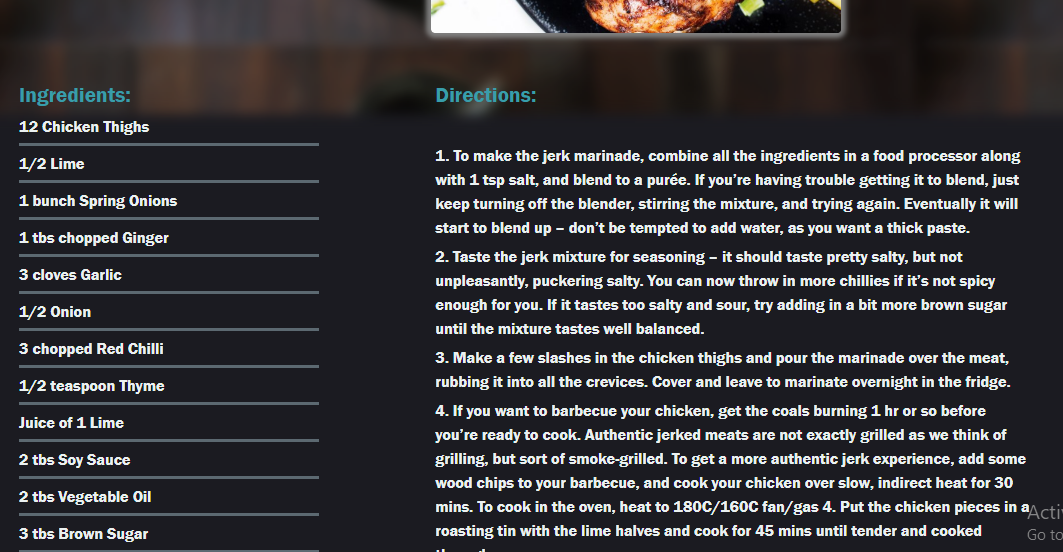 Ingredients:
12 Chicken Thighs
1/2 Lime
1 bunch Spring Onions
1 tbs chopped Ginger
3 cloves Garlic
1/2 Onion
3 chopped Red Chilli
1/2 teaspoon Thyme
Juice of 1 Lime
2 tbs Soy Sauce
2 tbs Vegetable Oil
3 tbs Brown Sugar
Directions:
1. To make the jerk marinade, combine all the ingredients in a food processor along
with 1 tsp salt, and blend to a purée. If you’re having trouble getting it to blend, just
keep turning off the blender, stirring the mixture, and trying again. Eventually it will
start to blend up – don’t be tempted to add water, as you want a thick paste.
2. Taste the jerk mixture for seasoning – it should taste pretty salty, but not
unpleasantly, puckering salty. You can now throw in more chillies if it’s not spicy
enough for you. If it tastes too salty and sour, try adding in a bit more brown sugar
until the mixture tastes well balanced.
3. Make a few slashes in the chicken thighs and pour the marinade over the meat,
rubbing it into all the crevices. Cover and leave to marinate overnight in the fridge.
4. If you want to barbecue your chicken, get the coals burning 1 hr or so before
you’re ready to cook. Authentic jerked meats are not exactly grilled as we think of
grilling, but sort of smoke-grilled. To get a more authentic jerk experience, add some
wood chips to your barbecue, and cook your chicken over slow, indirect heat for 30
mins. To cook in the oven, heat to 180C/160C fan/gas 4. Put the chicken pieces in a
roasting tin with the lime halves and cook for 45 mins until tender and cooked
Go to